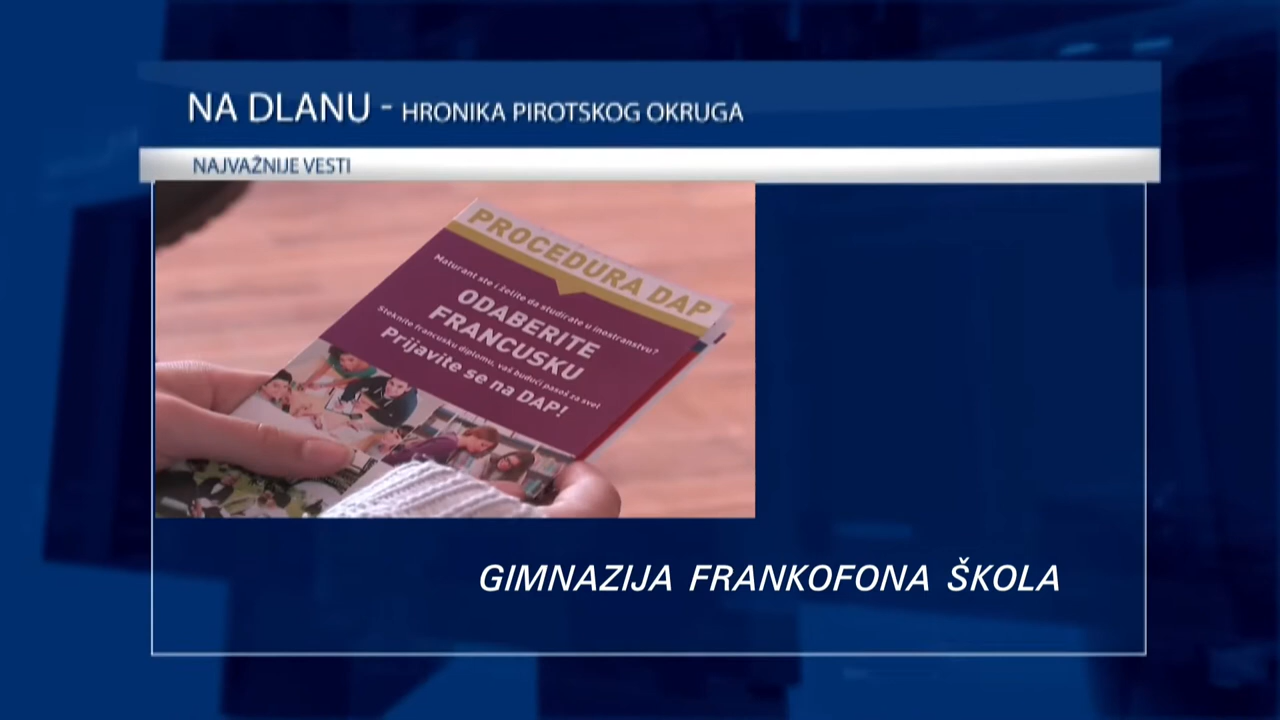 NA DLANU - HRONIKA PIROTSKOG OKRUGA
NAJVAŽNIJE VESTI
PROCEDURA DAP
Maturant ste i želite da studirate u inostranstvu?
ODABERITE
FRANCUSKU
Steknite francusku diplomu, vaš budući pasoš za svet
Prijavite se na DAP!
GIMNAZIJA FRANKOFONA ŠKOLA